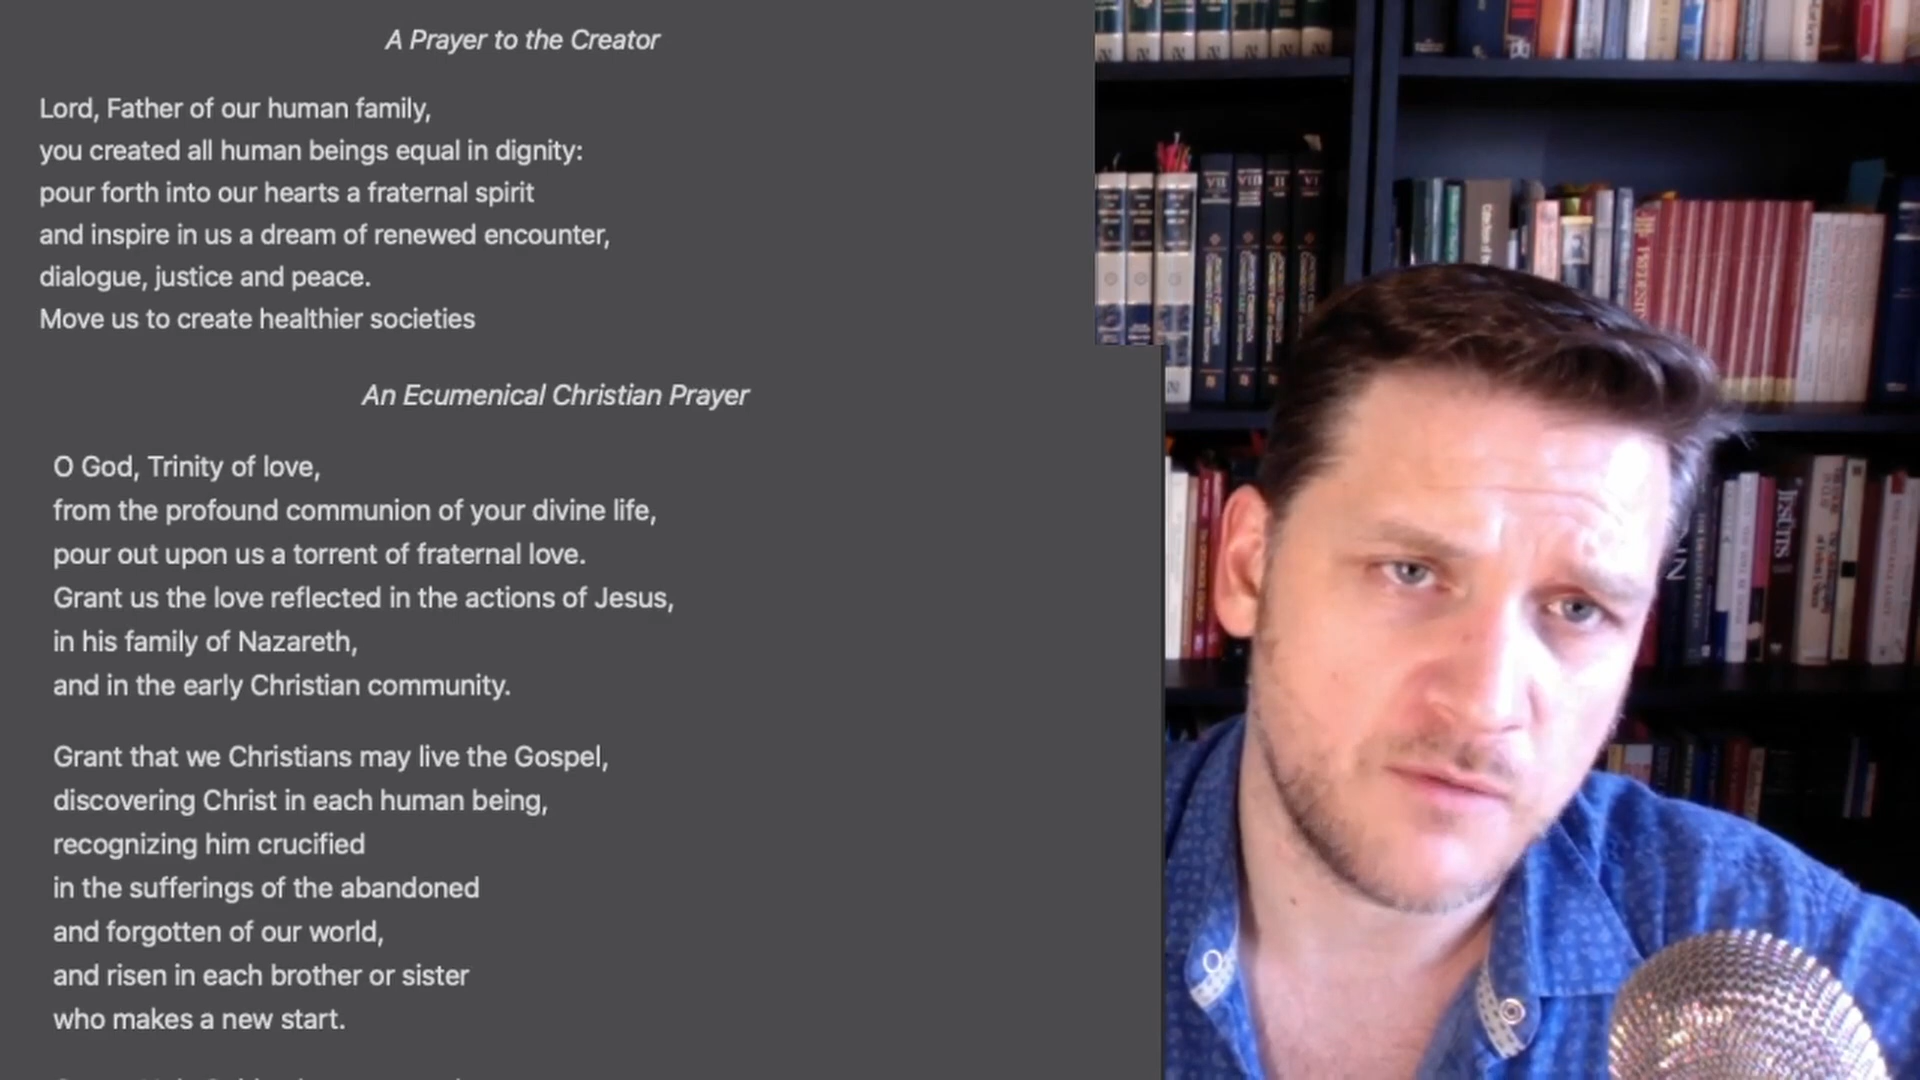 A Prayer to the Creator
Lord, Father of our human family,
you created all human beings equal in dignity:
pour forth into our hearts a fraternal spirit
and inspire in us a dream of renewed encounter,
dialogue, justice and peace.
Move us to create healthier societies
An Ecumenical Christian Prayer
O God, Trinity of love,
from the profound communion of your divine life,
pour out upon us a torrent of fraternal love.
Grant us the love reflected in the actions of Jesus,
in his family of Nazareth,
and in the early Christian community.
Grant that we Christians may live the Gospel,
discovering Christ in each human being,
recognizing him crucified
in the sufferings of the abandoned
and forgotten of our world,
and risen in each brother or sister
who makes a new start.